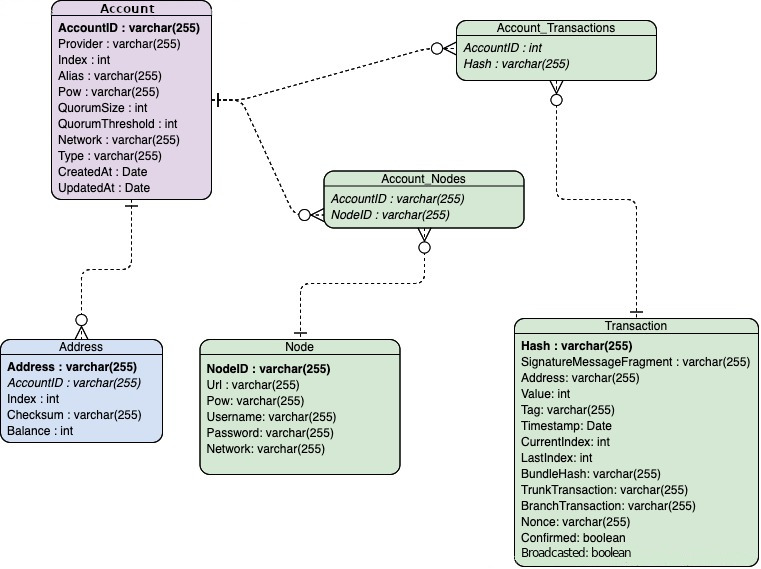 Account
AccountID : varchar(255)
Provider : varchar(255)
Index : int
Alias : varchar(255)
Pow : varchar(255)
QuorumSize : int
QuorumThreshold : int
Network : varchar(255)
Type : varchar(255)
CreatedAt : Date
UpdatedAt : Date
Account_Transactions
AccountID : int
Hash : varchar(255)
Account_Nodes
AccountID : varchar(255)
NodeID : varchar(255)
Address
Address : varchar(255)
AccountID : varchar(255)
Index : int
Checksum : varchar(255)
Balance : int
Node
NodeID : varchar(255)
Url : varchar(255)
Pow: varchar(255)
Username: varchar(255)
Password: varchar(255)
Network: varchar(255)
Transaction
Hash : varchar(255)
SignatureMessageFragment : varchar(255)
Address: varchar(255)
Value: int
Tag: varchar(255)
Timestamp: Date
CurrentIndex: int
LastIndex: int
BundleHash: varchar(255)
TrunkTransaction: varchar(255)
BranchTransaction: varchar(255)
Nonce: varchar(255)
Confirmed: boolean
Broadcasted: boolean